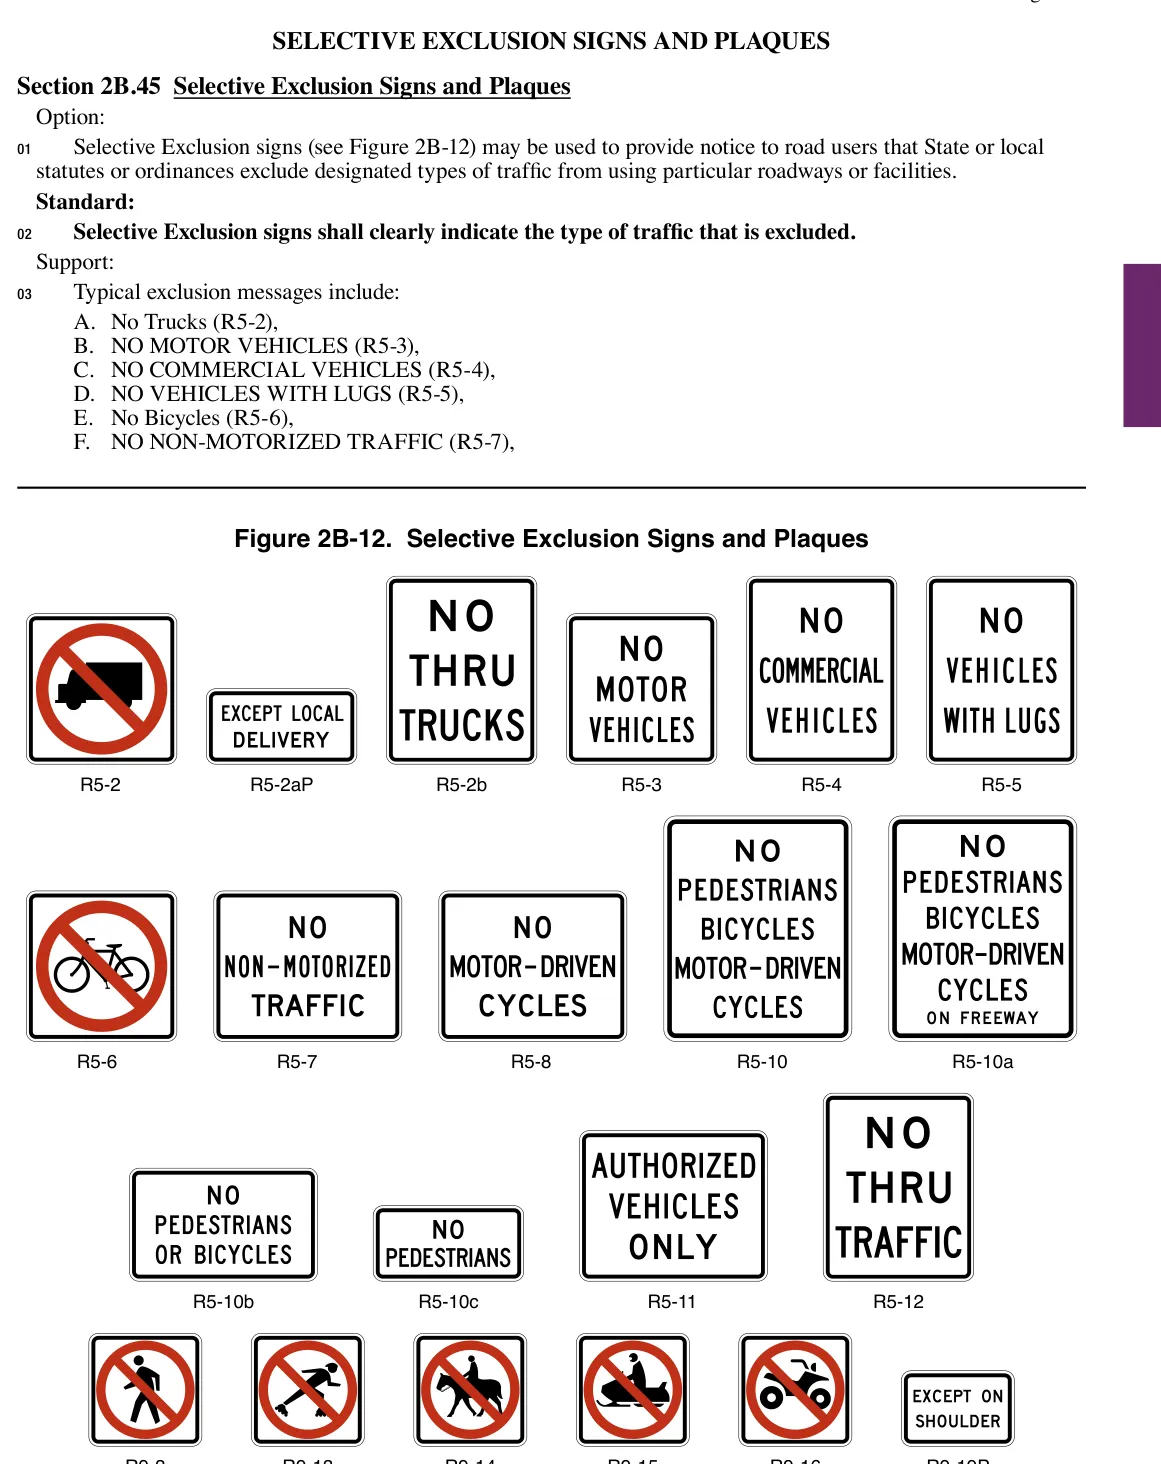 SELECTIVE EXCLUSION SIGNS AND PLAQUES
Section 2B.45 Selective Exclusion Signs and Plaques
Option:
01 Selective Exclusion signs (see Figure 2B-12) may be used to provide notice to road users that State or local
statutes or ordinances exclude designated types of traffic from using particular roadways or facilities.
Standard:
02 Selective Exclusion signs shall clearly indicate the type of traffic that is excluded.
Support:
03 Typical exclusion messages include:
A. No Trucks (R5-2),
B. NO MOTOR VEHICLES (R5-3),
C. NO COMMERCIAL VEHICLES (R5-4),
D. NO VEHICLES WITH LUGS (R5-5),
E. No Bicycles (R5-6),
F. NO NON-MOTORIZED TRAFFIC (R5-7),
Figure 2B-12. Selective Exclusion Signs and Plaques
EXCEPT LOCAL
DELIVERY
NO
THRU
TRUCKS
NO
MOTOR
VEHICLES
NO
COMMERCIAL
VEHICLES
NO
VEHICLES
WITH LUGS
R5-2 R5-2aP R5-2b R5-3 R5-4 R5-5
NO
NON-MOTORIZED
TRAFFIC
NO
MOTOR-DRIVEN
CYCLES
NO
PEDESTRIANS
BICYCLES
MOTOR-DRIVEN
CYCLES
NO
PEDESTRIANS
BICYCLES
MOTOR-DRIVEN
CYCLES
ON FREEWAY
R5-6 R5-7 R5-8 R5-10 R5-10a
NO
PEDESTRIANS
OR BICYCLES
NO
PEDESTRIANS
AUTHORIZED
VEHICLES
ONLY
NO
THRU
TRAFFIC
R5-10b R5-10c R5-11 R5-12
EXCEPT ON
SHOULDER